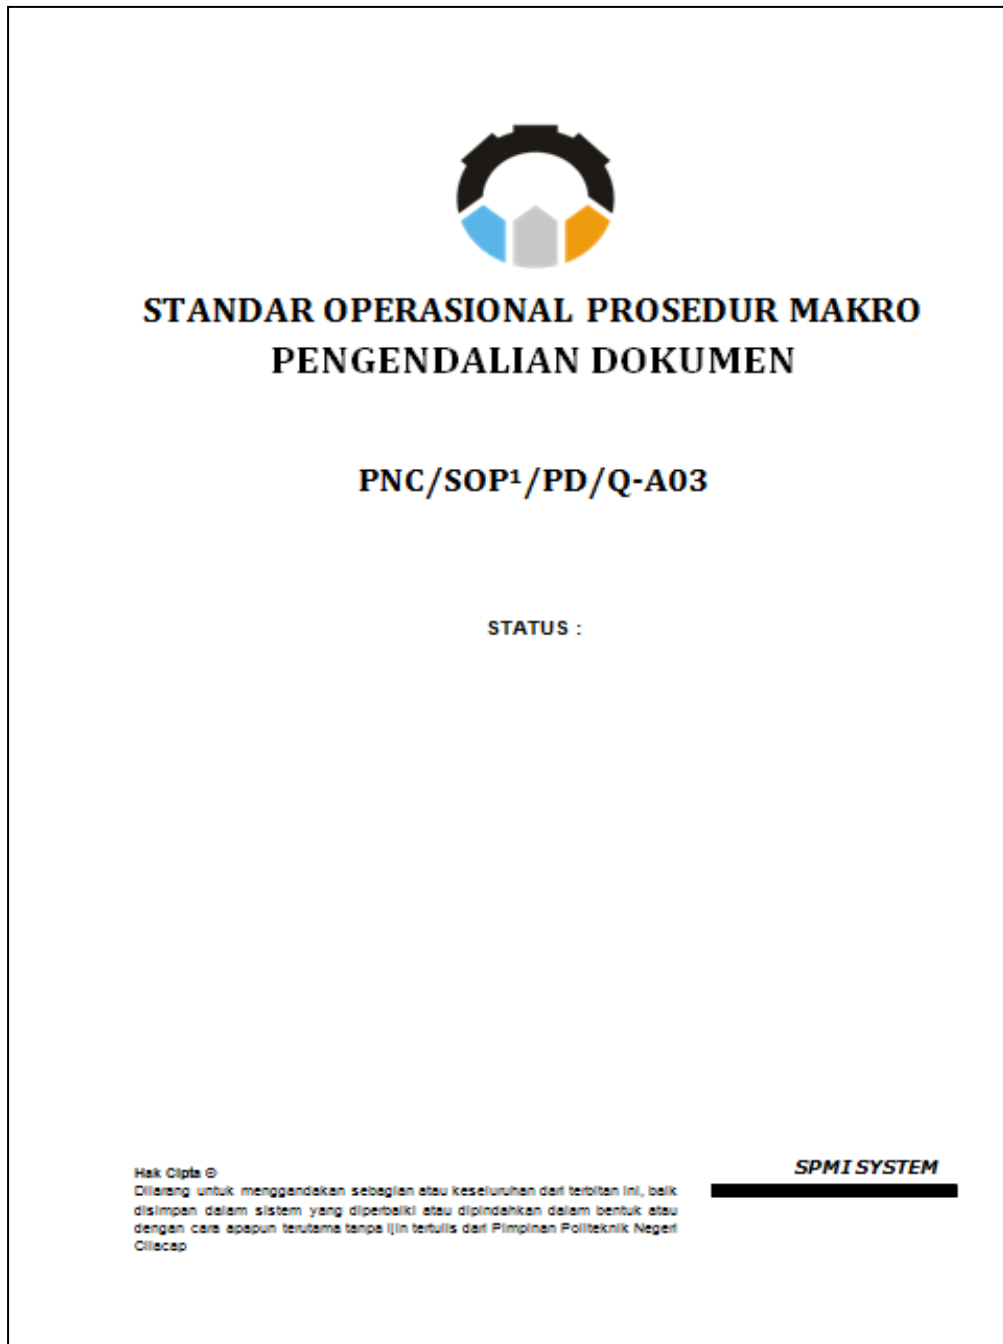 STANDAR OPERASIONAL PROSEDUR MAKRO
PENGENDALIAN DOKUMEN
PNC/SOP¹/PD/Q-A03
STATUS :
Hak Cipta ©
Dilarang untuk menggandakan sebagian atau keseluruhan dari terbitan ini, baik
disimpan dalam sistem yang diperbaiki atau dipindahkan dalam bentuk atau
dengan cara apapun terutama tanpa ijin tertulis dari Pimpinan Politeknik Negeri
Cilacap
SPMI SYSTEM